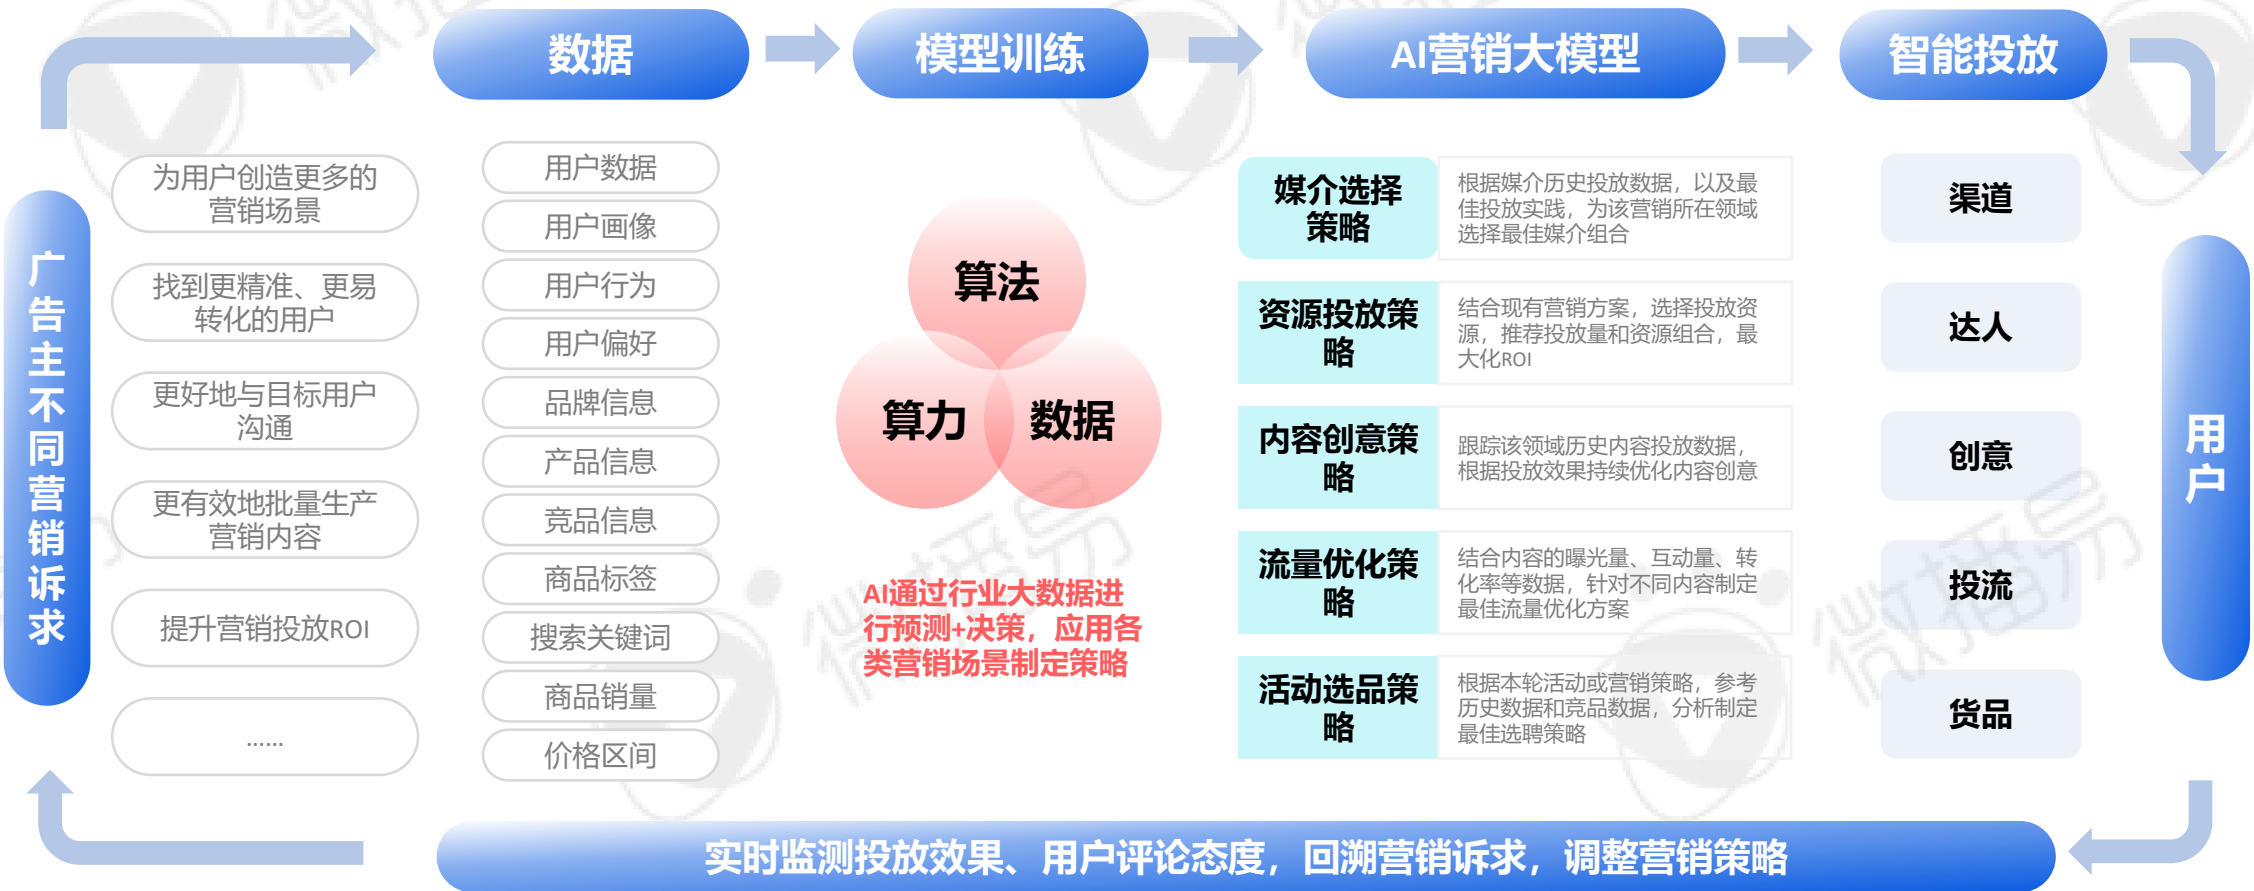 数据
模型训练
AI营销大模型
智能投放
广告主不同营销诉求
为用户创造更多的
营销场景
找到更精准、更易
转化的用户
更好地与目标用户
沟通
更有效地批量生产
营销内容
提升营销投放ROI
……
用户数据
用户画像
用户行为
用户偏好
品牌信息
产品信息
竞品信息
商品标签
搜索关键词
商品销量
价格区间
算法
算力
数据
AI通过行业大数据进
行预测+决策，应用各
类营销场景制定策略
媒介选择
策略
根据媒介历史投放数据，以及最
佳投放实践，为该营销所在领域
选择最佳媒介组合
资源投放策
略
结合现有营销方案，选择投放资
源，推荐投放量和资源组合，最
大化ROI
内容创意策
略
跟踪该领域历史内容投放数据，
根据投放效果持续优化内容创意
流量优化策
略
结合内容的曝光量、互动量、转
化率等数据，针对不同内容制定
最佳流量优化方案
活动选品策
略
根据本轮活动或营销策略，参考
历史数据和竞品数据，分析制定
最佳选聘策略
渠道
达人
创意
投流
货品
用户
实时监测投放效果、用户评论态度，回溯营销诉求，调整营销策略
微播易
微播易